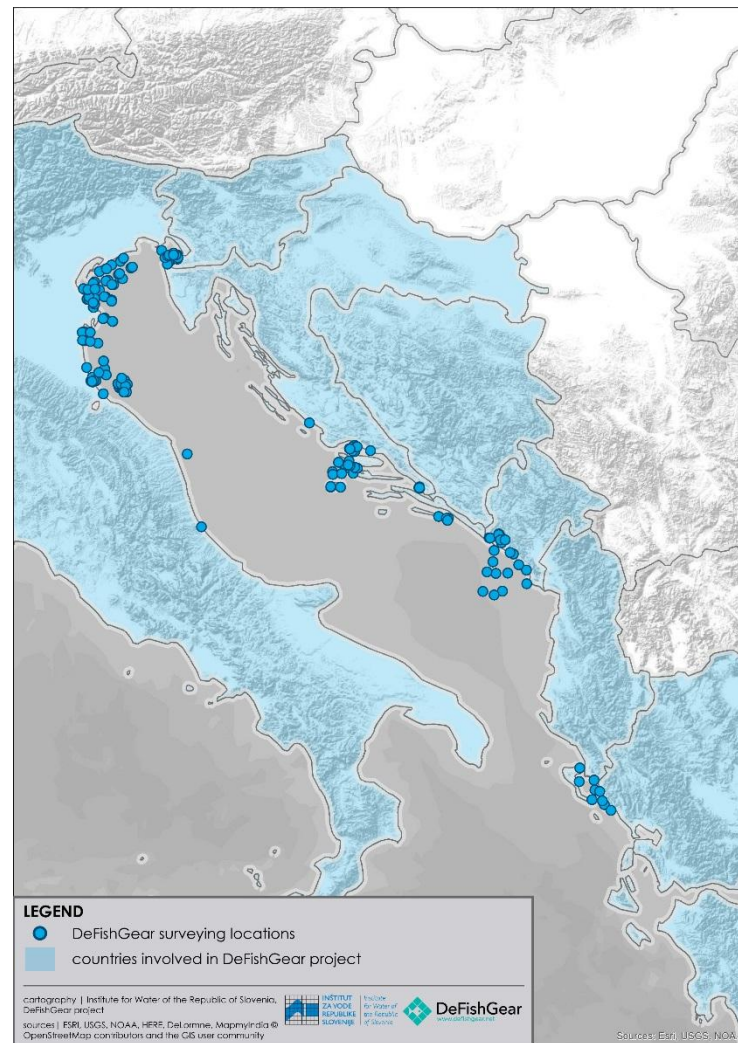 LEGEND
DeFishGear surveying locations
countries involved in DeFishGear project
cartography | Institute for Water of the Republic of Slovenia,
DeFishGear project
sources | ESRI, USGS, NOAA, HERE, DeLormne, MapmyIndia ©
OpenStreetMap contributors and the GIS user community
INŠTITUT
ZA VODE
REPUBLIKE
SLOVENIJE
Institute
for Water of
the Republic
of Slovenia
DeFishGear
www.defishgear.net
Sources: Esri, USGS, NOA